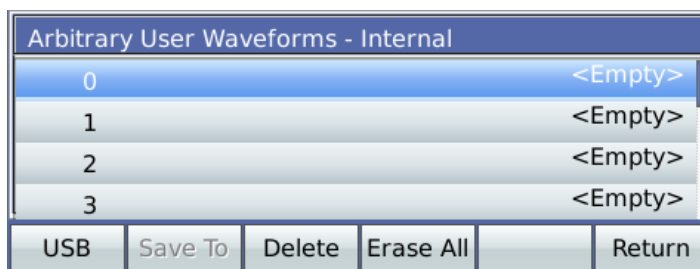 Arbitrary User Waveforms - Internal
0 <Empty>
1 <Empty>
2 <Empty>
3 <Empty>
USB Save To Delete Erase All Return